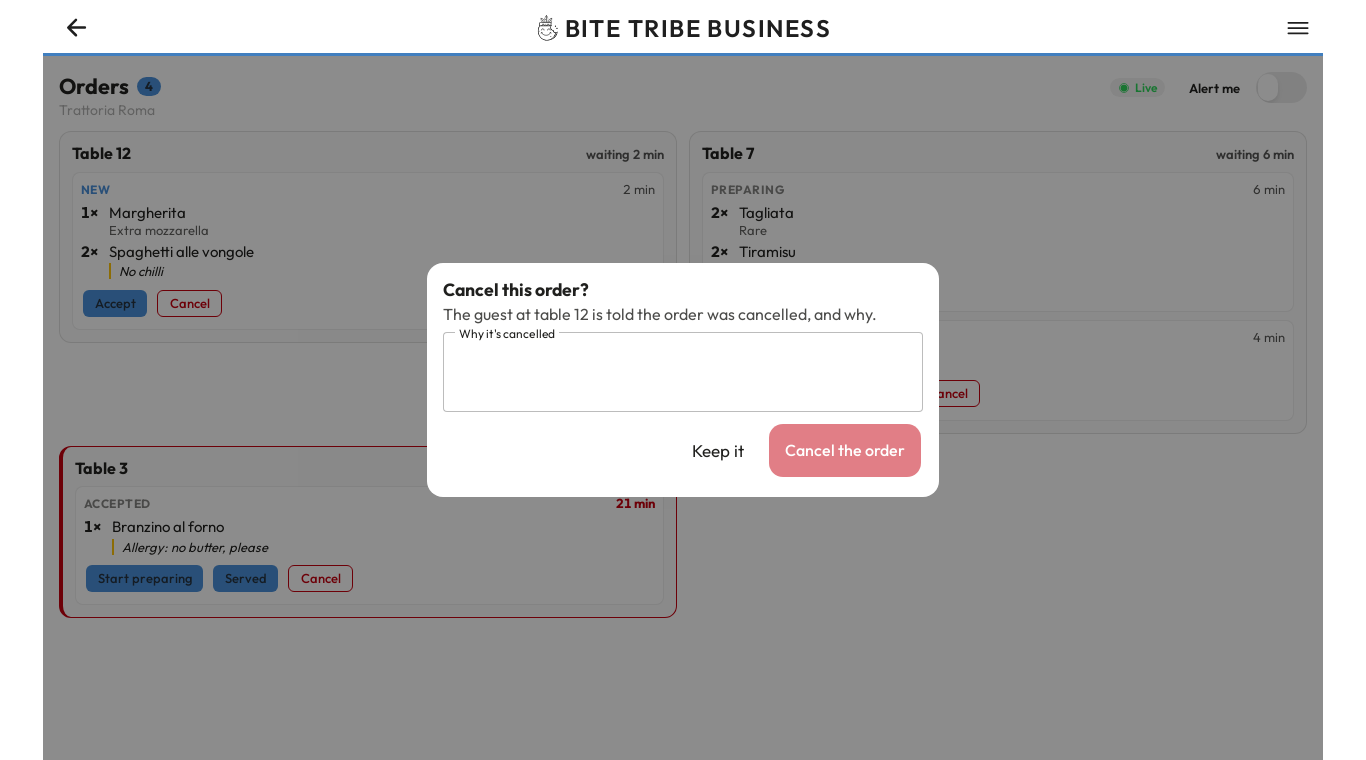 BITE TRIBE BUSINESS
Orders 4
Live
Alert me
Trattoria Roma
Table 12
waiting 2 min
NEW
2 min
1× Margherita
Extra mozzarella
2× Spaghetti alle vongole
No chilli
Accept
Cancel
Table 7
waiting 6 min
PREPARING
6 min
2× Tagliata
Rare
2× Tiramisu
4 min
ancel
Cancel this order?
The guest at table 12 is told the order was cancelled, and why.
Why it's cancelled
Keep it
Cancel the order
Table 3
ACCEPTED
21 min
1× Branzino al forno
Allergy: no butter, please
Start preparing
Served
Cancel